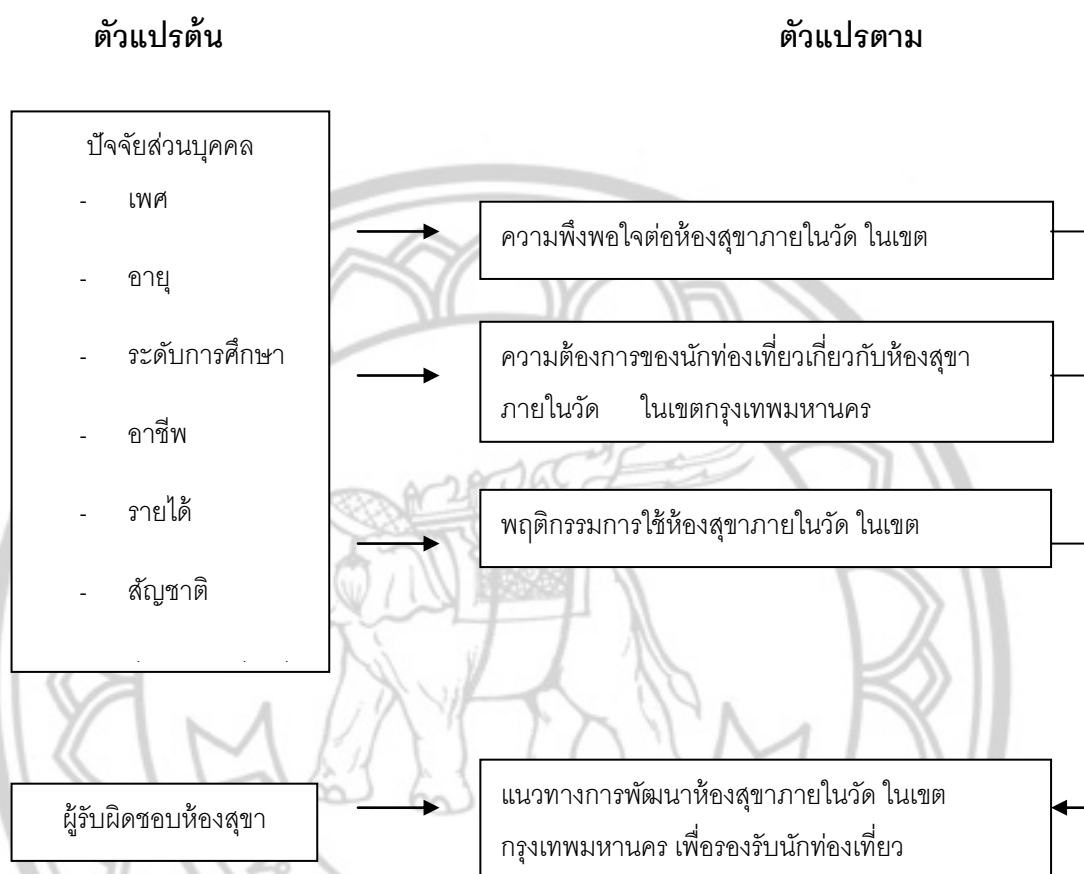 ตัวแปรต้น
ตัวแปรตาม
ปัจจัยส่วนบุคคล
- เพศ
- อายุ
- ระดับการศึกษา
- อาชีพ
- รายได้
- สัญชาติ
ความพึงพอใจต่อห้องสุขาภายในวัด ในเขต
ความต้องการของนักท่องเที่ยวเกี่ยวกับห้องสุขา
ภายในวัด ในเขตกรุงเทพมหานคร
พฤติกรรมการใช้ห้องสุขาภายในวัด ในเขต
ผู้รับผิดชอบห้องสุขา
แนวทางการพัฒนาห้องสุขาภายในวัด ในเขต
กรุงเทพมหานคร เพื่อรองรับนักท่องเที่ยว